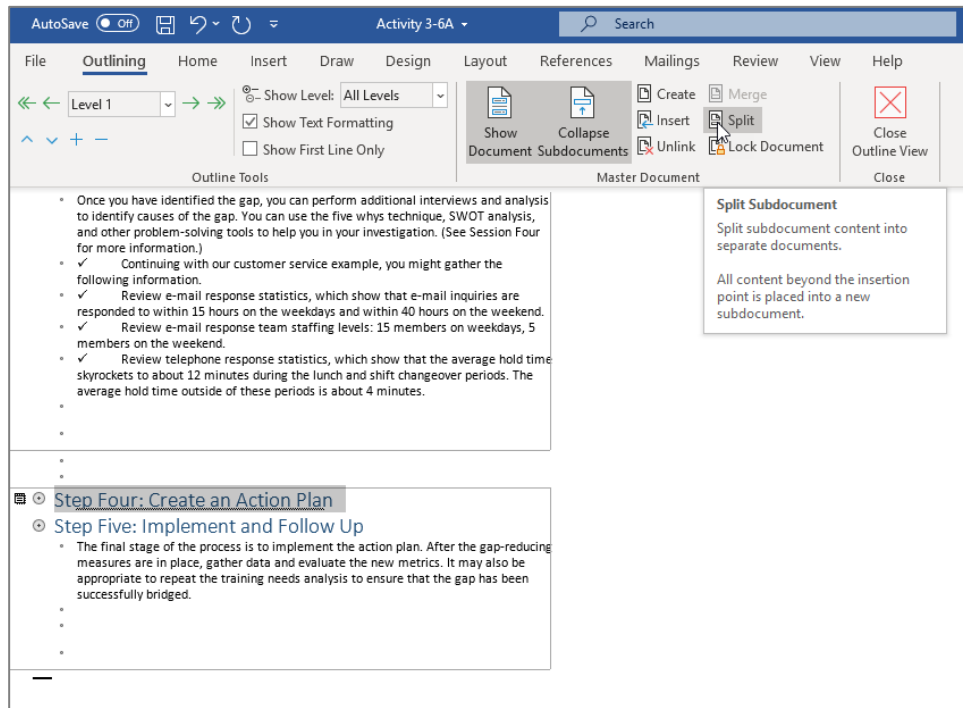 AutoSave Off Activity 3-6A Search
File Outlining Home Insert Draw Design Layout References Mailings Review View Help
Level 1
Show Level: All Levels
Show Text Formatting
Show First Line Only
Outline Tools
Show Document
Collapse Subdocuments
Create
Insert
Unlink
Merge
Split
Lock Document
Master Document
Close Outline View
Close
Split Subdocument
Split subdocument content into
separate documents.
All content beyond the insertion
point is placed into a new
subdocument.
Once you have identified the gap, you can perform additional interviews and analysis
to identify causes of the gap. You can use the five whys technique, SWOT analysis,
and other problem-solving tools to help you in your investigation. (See Session Four
for more information.)
✓ Continuing with our customer service example, you might gather the
following information.
✓ Review e-mail response statistics, which show that e-mail inquiries are
responded to within 15 hours on the weekdays and within 40 hours on the weekend.
✓ Review e-mail response team staffing levels: 15 members on weekdays, 5
members on the weekend.
✓ Review telephone response statistics, which show that the average hold time
skyrockets to about 12 minutes during the lunch and shift changeover periods. The
average hold time outside of these periods is about 4 minutes.
Step Four: Create an Action Plan
Step Five: Implement and Follow Up
The final stage of the process is to implement the action plan. After the gap-reducing
measures are in place, gather data and evaluate the new metrics. It may also be
appropriate to repeat the training needs analysis to ensure that the gap has been
successfully bridged.